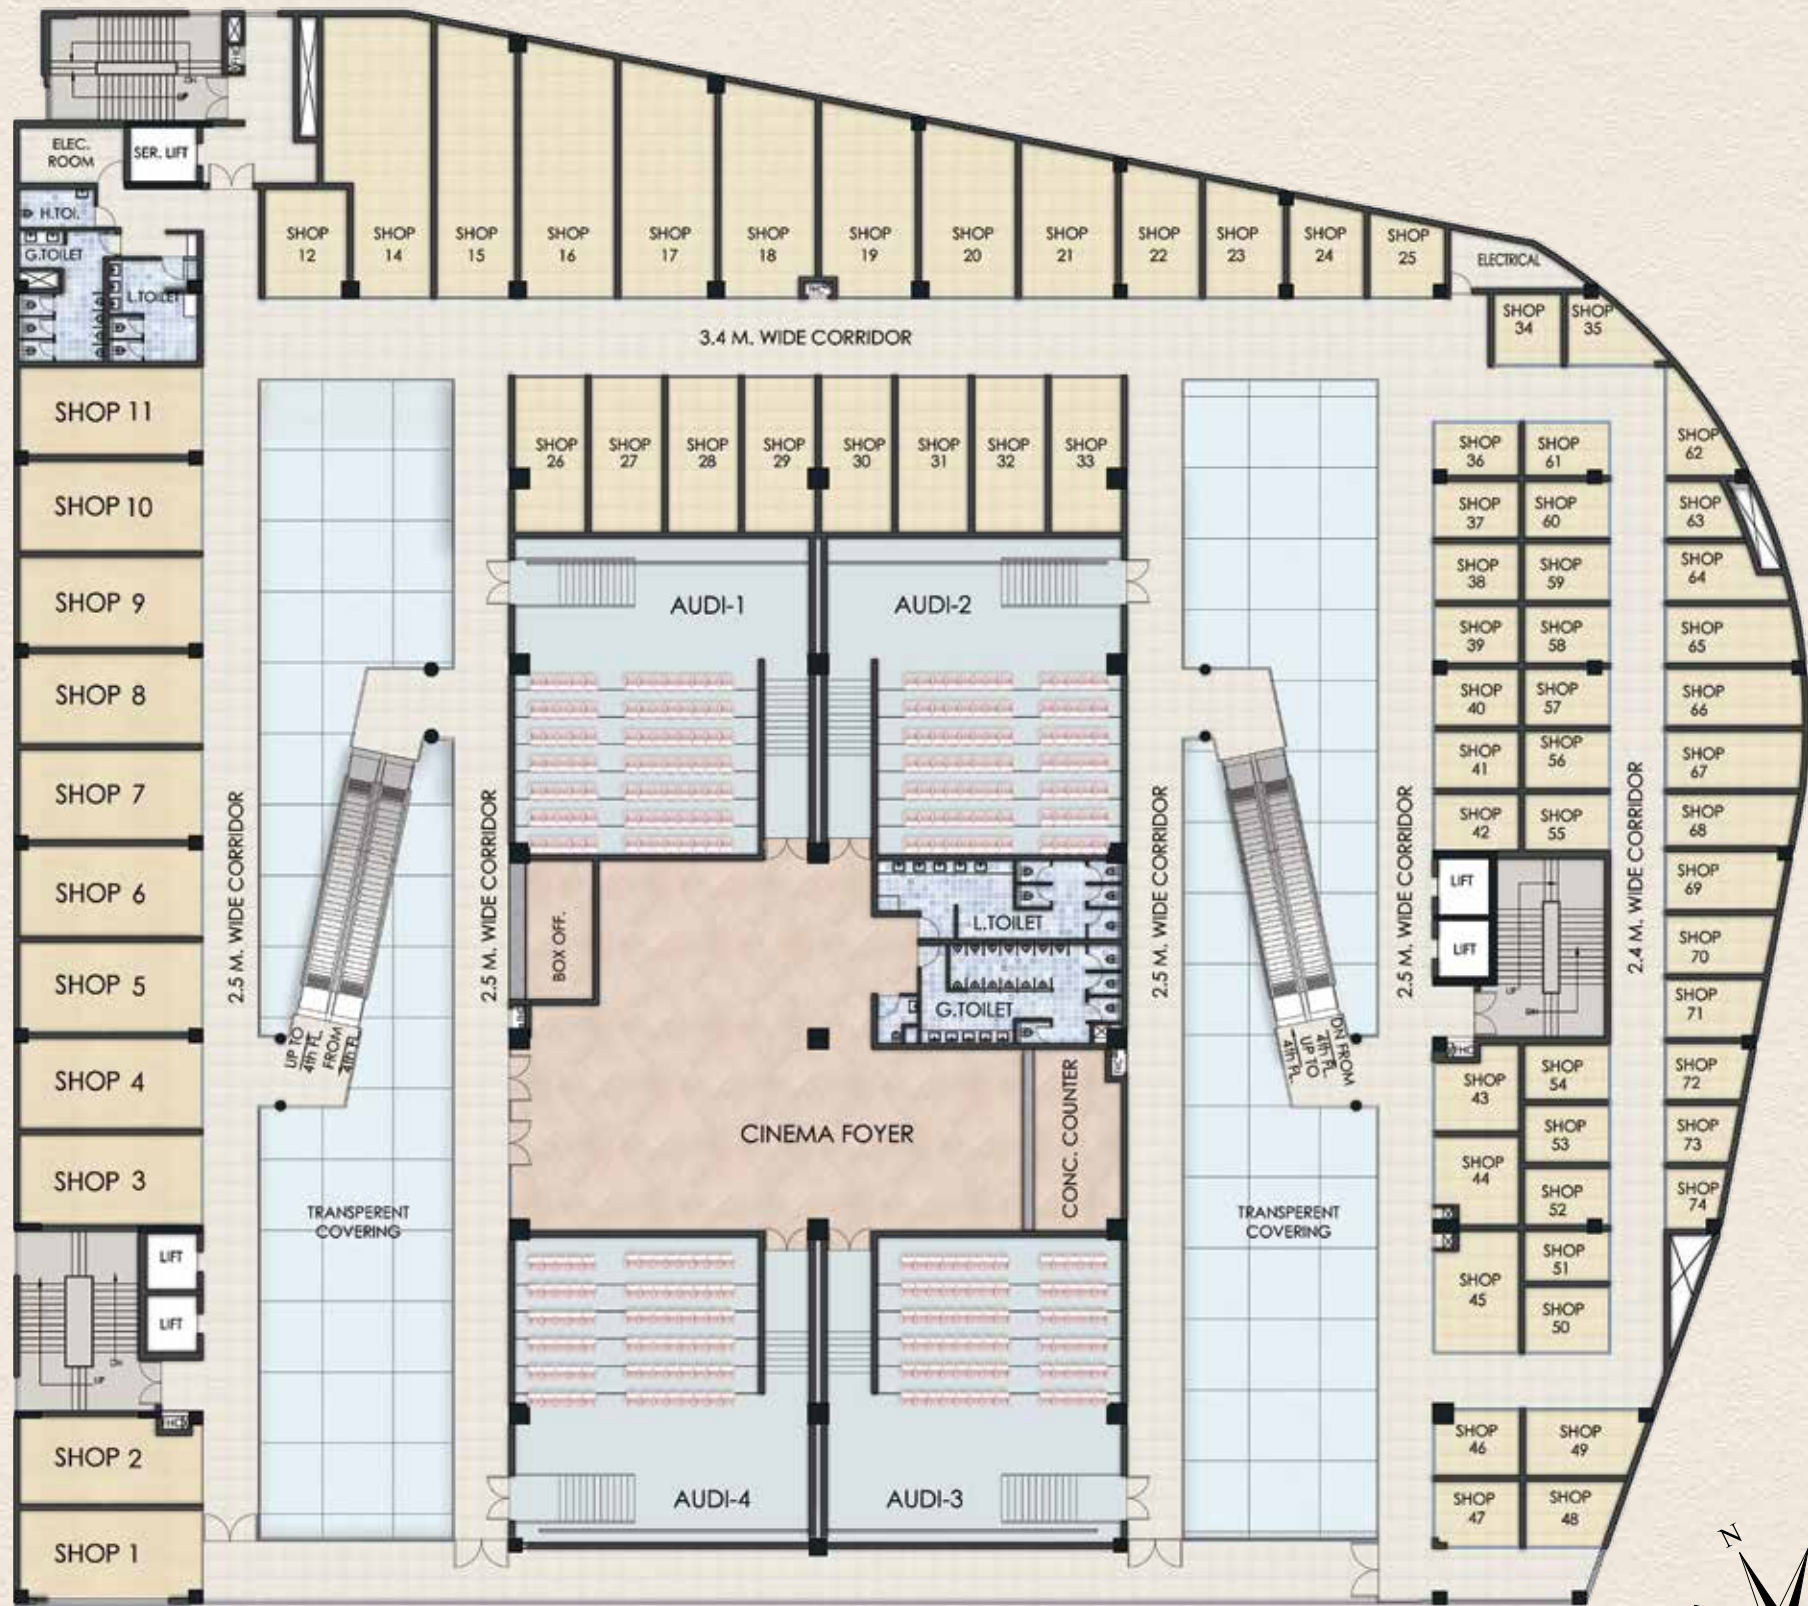 ELEC.
ROOM
SER. LIFT
H.TOI.
G.TOILET
L.TOILET
SHOP
12
SHOP
14
SHOP
15
SHOP
16
SHOP
17
SHOP
18
SHOP
19
SHOP
20
SHOP
21
SHOP
22
SHOP
23
SHOP
24
SHOP
25
ELECTRICAL
SHOP
34
SHOP
35
3.4 M. WIDE CORRIDOR
SHOP 11
SHOP 10
SHOP 9
SHOP 8
SHOP 7
SHOP 6
SHOP 5
SHOP 4
SHOP 3
LIFT
LIFT
DN
UP
FHC
SHOP 2
SHOP 1
2.5 M. WIDE CORRIDOR
UP TO
4th FL.
FROM
4th FL.
TRANSPERENT
COVERING
2.5 M. WIDE CORRIDOR
SHOP
26
SHOP
27
SHOP
28
SHOP
29
SHOP
30
SHOP
31
SHOP
32
SHOP
33
AUDI-1
AUDI-2
BOX OFF.
L.TOILET
G.TOILET
CINEMA FOYER
CONC. COUNTER
AUDI-4
AUDI-3
2.5 M. WIDE CORRIDOR
DN FROM
4th FL.
UP TO
4th FL.
TRANSPERENT
COVERING
2.5 M. WIDE CORRIDOR
SHOP
36
SHOP
61
SHOP
37
SHOP
60
SHOP
38
SHOP
59
SHOP
39
SHOP
58
SHOP
40
SHOP
57
SHOP
41
SHOP
56
SHOP
42
SHOP
55
LIFT
LIFT
UP
DN
FHC
SHOP
43
SHOP
54
SHOP
53
SHOP
44
SHOP
52
SHOP
51
SHOP
45
SHOP
50
SHOP
46
SHOP
49
SHOP
47
SHOP
48
2.4 M. WIDE CORRIDOR
SHOP
62
SHOP
63
SHOP
64
SHOP
65
SHOP
66
SHOP
67
SHOP
68
SHOP
69
SHOP
70
SHOP
71
SHOP
72
SHOP
73
SHOP
74
N